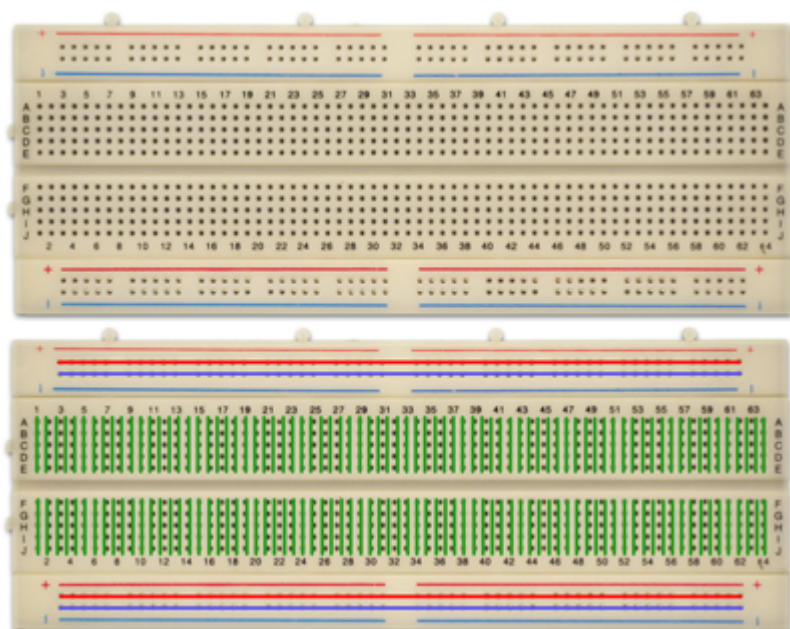 + +
- -
1 3 5 7 9 11 13 15 17 19 21 23 25 27 29 31 33 35 37 39 41 43 45 47 49 51 53 55 57 59 61 63
A A
B B
C C
D D
E E
F F
G G
H H
I I
J J
2 4 6 8 10 12 14 16 18 20 22 24 26 28 30 32 34 36 38 40 42 44 46 48 50 52 54 56 58 60 62 64
+ +
- -
+ +
- -
1 3 5 7 9 11 13 15 17 19 21 23 25 27 29 31 33 35 37 39 41 43 45 47 49 51 53 55 57 59 61 63
A A
B B
C C
D D
E E
F F
G G
H H
I I
J J
2 4 6 8 10 12 14 16 18 20 22 24 26 28 30 32 34 36 38 40 42 44 46 48 50 52 54 56 58 60 62 64
+ +
- -